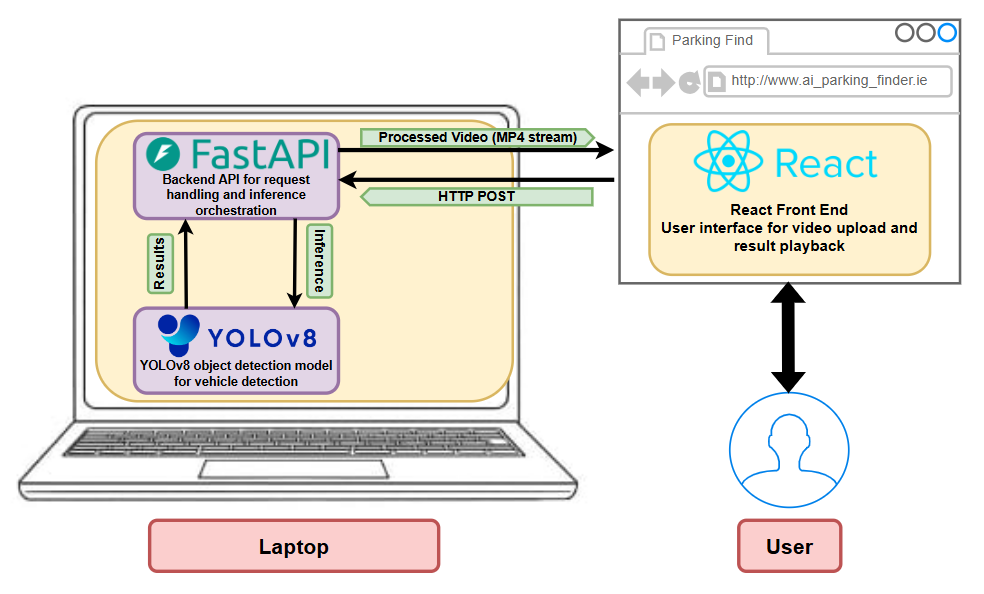 Parking Find
http://www.ai_parking_finder.ie
FastAPI
Backend API for request
handling and inference
orchestration
Processed Video (MP4 stream)
HTTP POST
React
React Front End
User interface for video upload and
result playback
Results
Inference
YOLOv8
YOLOv8 object detection model
for vehicle detection
Laptop
User